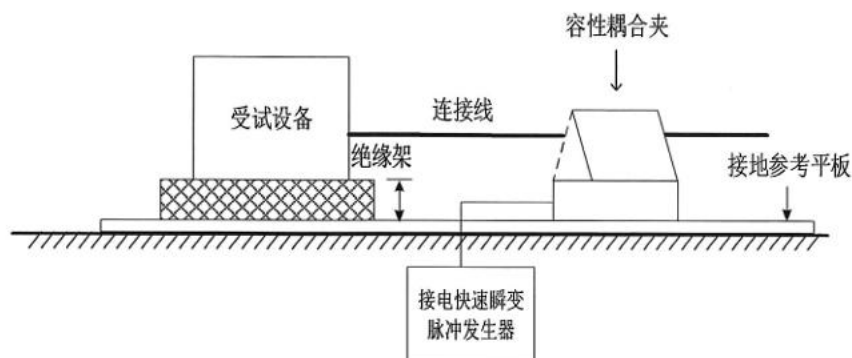 容性耦合夹
受试设备
连接线
绝缘架
接地参考平板
接电快速瞬变
脉冲发生器